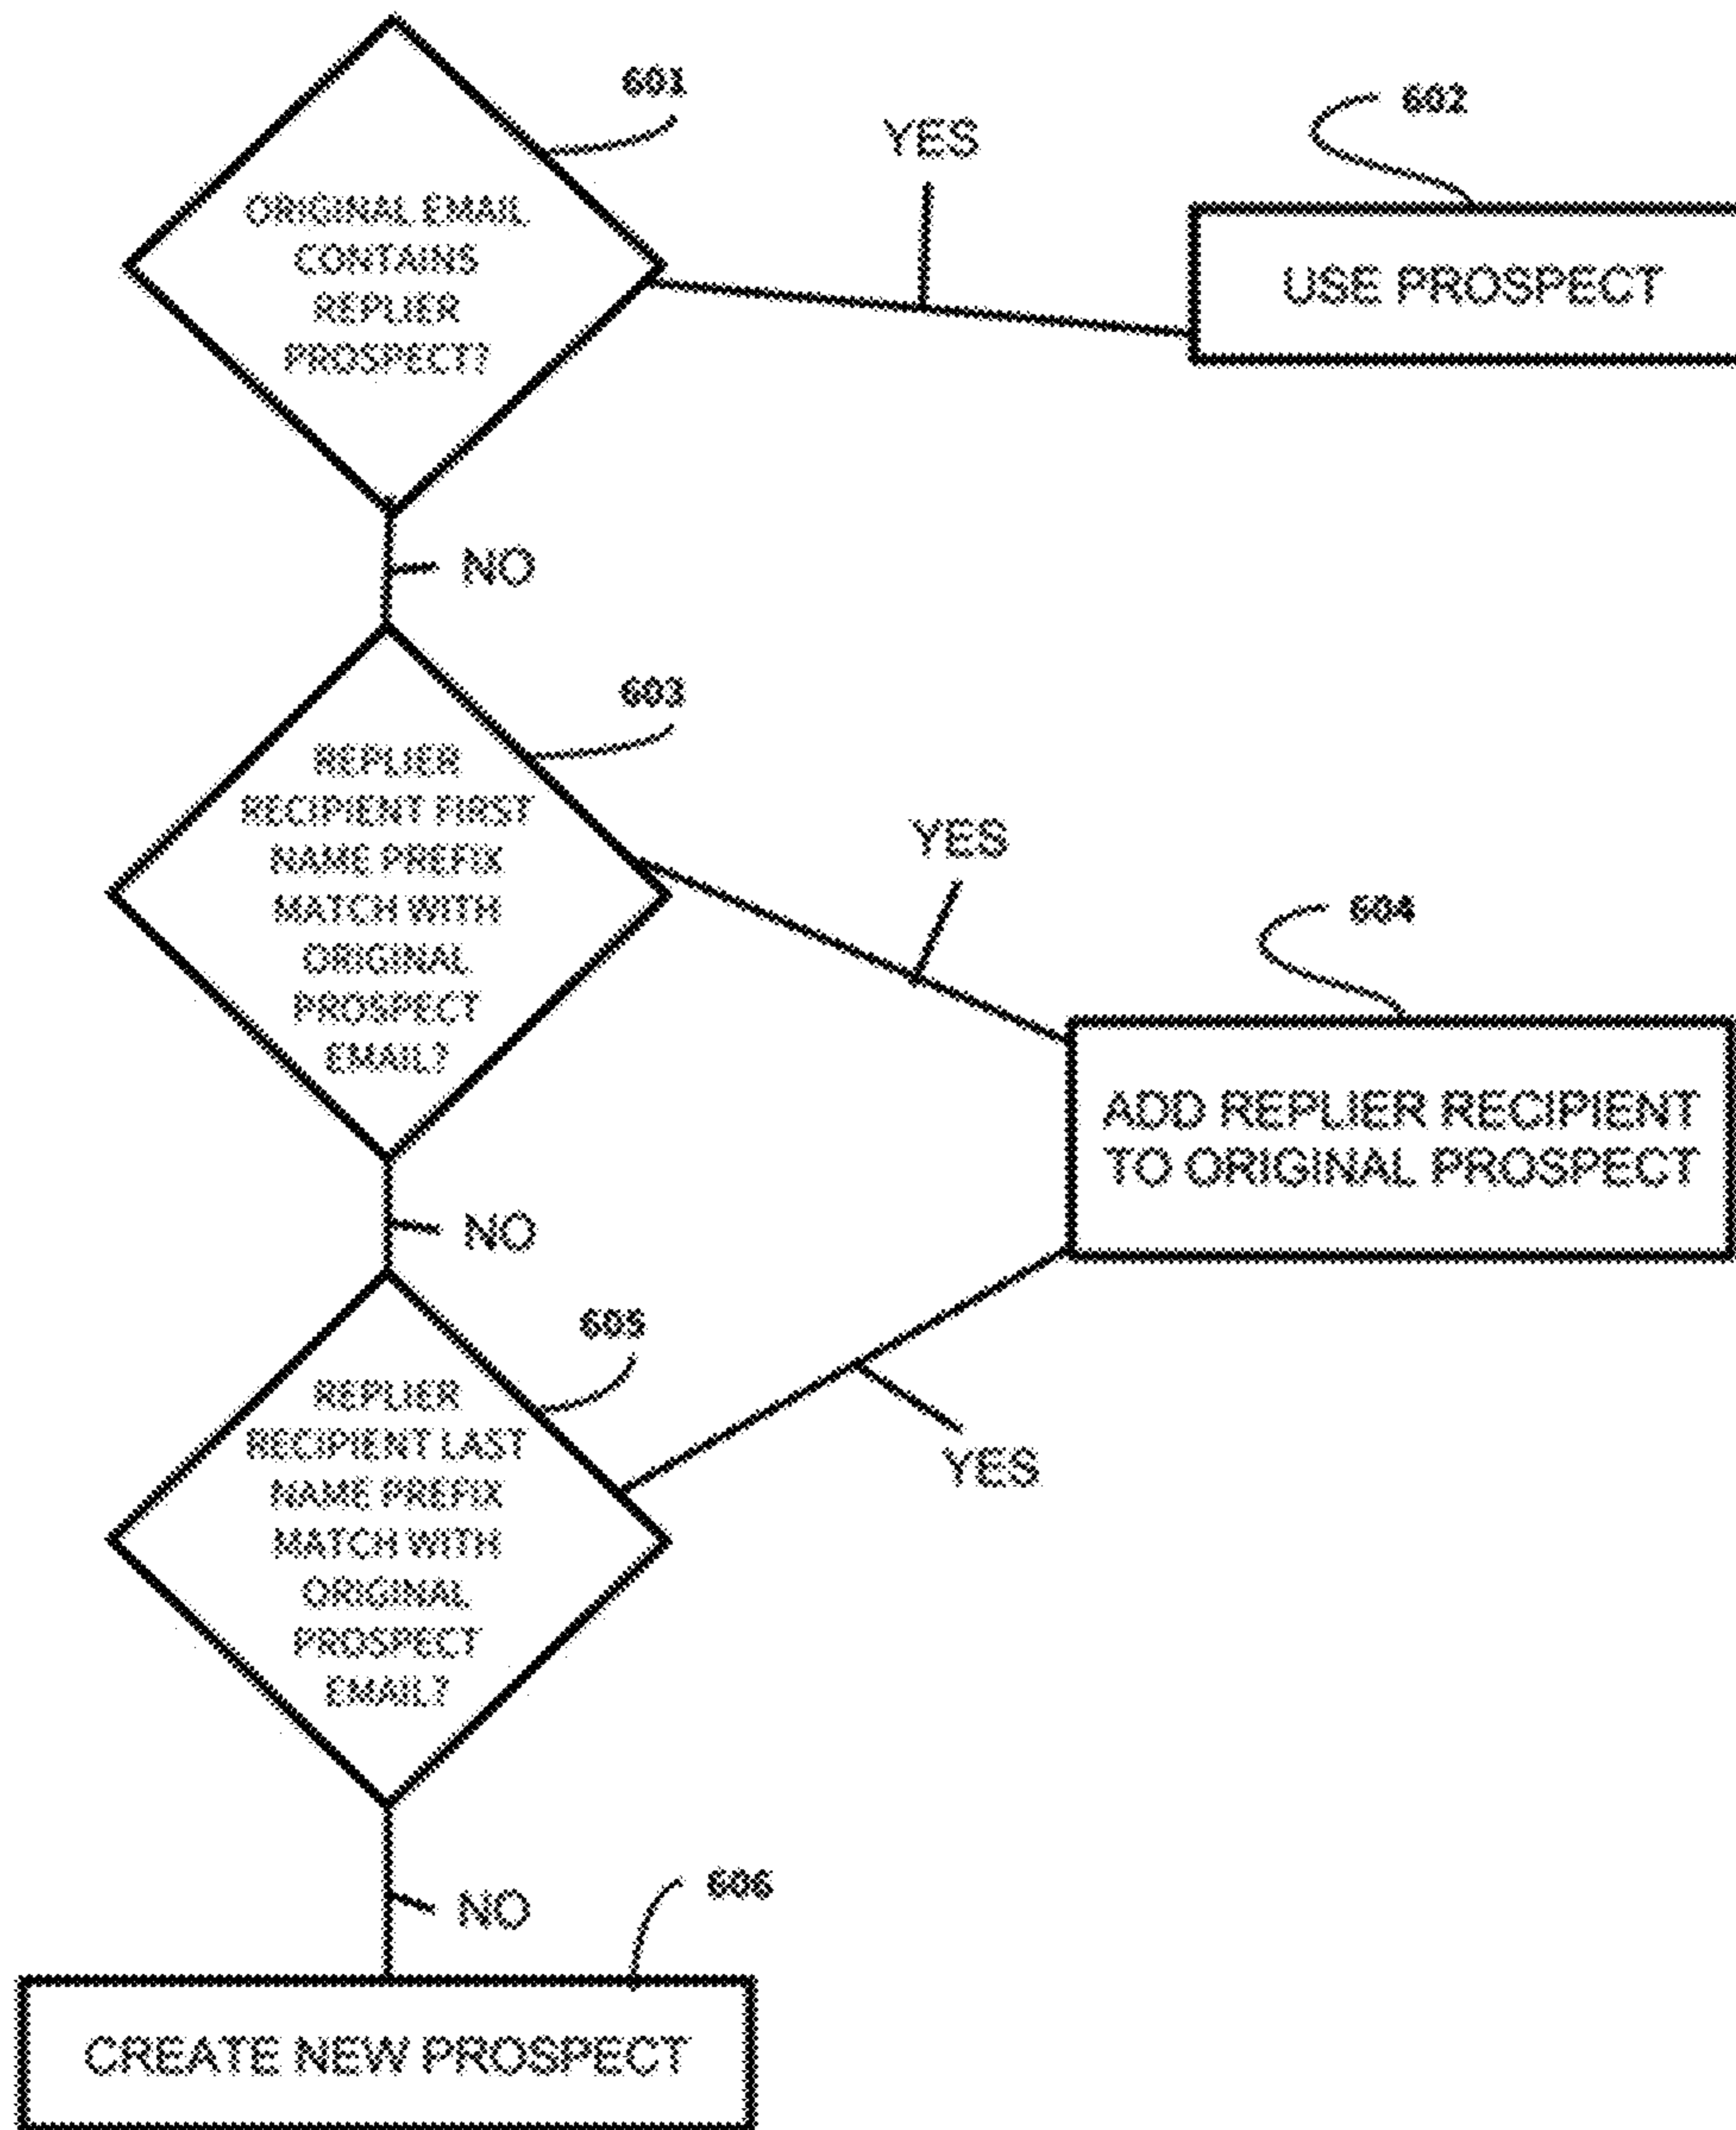 601
602
YES
ORIGINAL EMAIL
CONTAINS
REPLIER
PROSPECT?
USE PROSPECT
NO
603
REPLIER
RECIPIENT FIRST
NAME PREFIX
MATCH WITH
ORIGINAL
PROSPECT
EMAIL?
YES
604
ADD REPLIER RECIPIENT
TO ORIGINAL PROSPECT
NO
605
REPLIER
RECIPIENT LAST
NAME PREFIX
MATCH WITH
ORIGINAL
PROSPECT
EMAIL?
YES
606
NO
CREATE NEW PROSPECT